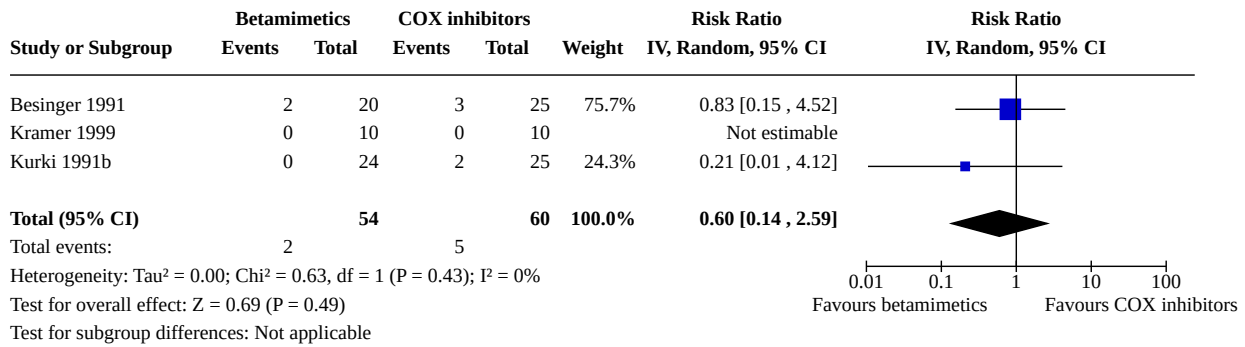 Betamimetics COX inhibitors Risk Ratio Risk Ratio
Study or Subgroup Events Total Events Total Weight IV, Random, 95% CI IV, Random, 95% CI
Besinger 1991 2 20 3 25 75.7% 0.83 [0.15 , 4.52]
Kramer 1999 0 10 0 10 Not estimable
Kurki 1991b 0 24 2 25 24.3% 0.21 [0.01 , 4.12]
Total (95% CI) 54 60 100.0% 0.60 [0.14 , 2.59]
Total events: 2 5
Heterogeneity: Tau² = 0.00; Chi² = 0.63, df = 1 (P = 0.43); I² = 0%
0.01 0.1 1 10 100
Test for overall effect: Z = 0.69 (P = 0.49)
Favours betamimetics Favours COX inhibitors
Test for subgroup differences: Not applicable